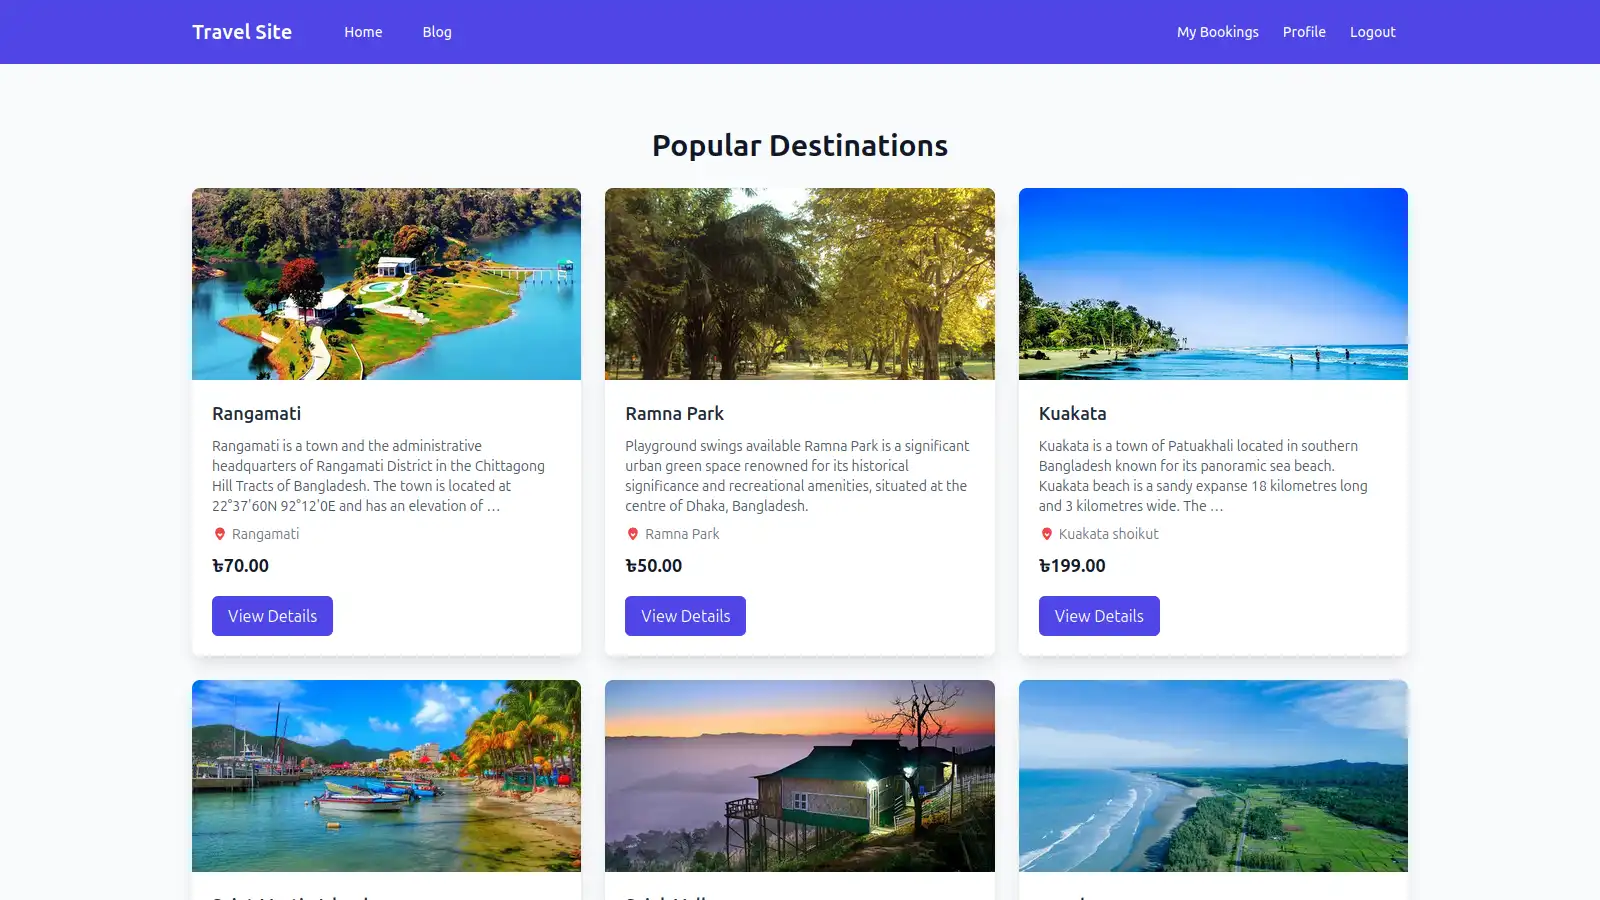 Travel Site
Home
Blog
My Bookings
Profile
Logout
Popular Destinations
Rangamati
Rangamati is a town and the administrative
headquarters of Rangamati District in the Chittagong
Hill Tracts of Bangladesh. The town is located at
22°37'60N 92°12'0E and has an elevation of …
Rangamati
৳70.00
View Details
Ramna Park
Playground swings available Ramna Park is a significant
urban green space renowned for its historical
significance and recreational amenities, situated at the
centre of Dhaka, Bangladesh.
Ramna Park
৳50.00
View Details
Kuakata
Kuakata is a town of Patuakhali located in southern
Bangladesh known for its panoramic sea beach.
Kuakata beach is a sandy expanse 18 kilometres long
and 3 kilometres wide. The …
Kuakata shoikut
৳199.00
View Details